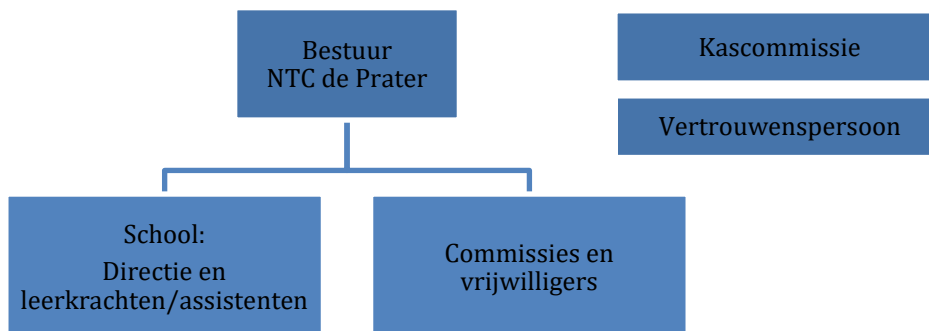 Bestuur
NTC de Prater
Kascommissie
Vertrouwenspersoon
School:
Directie en
leerkrachten/assistenten
Commissies en
vrijwilligers